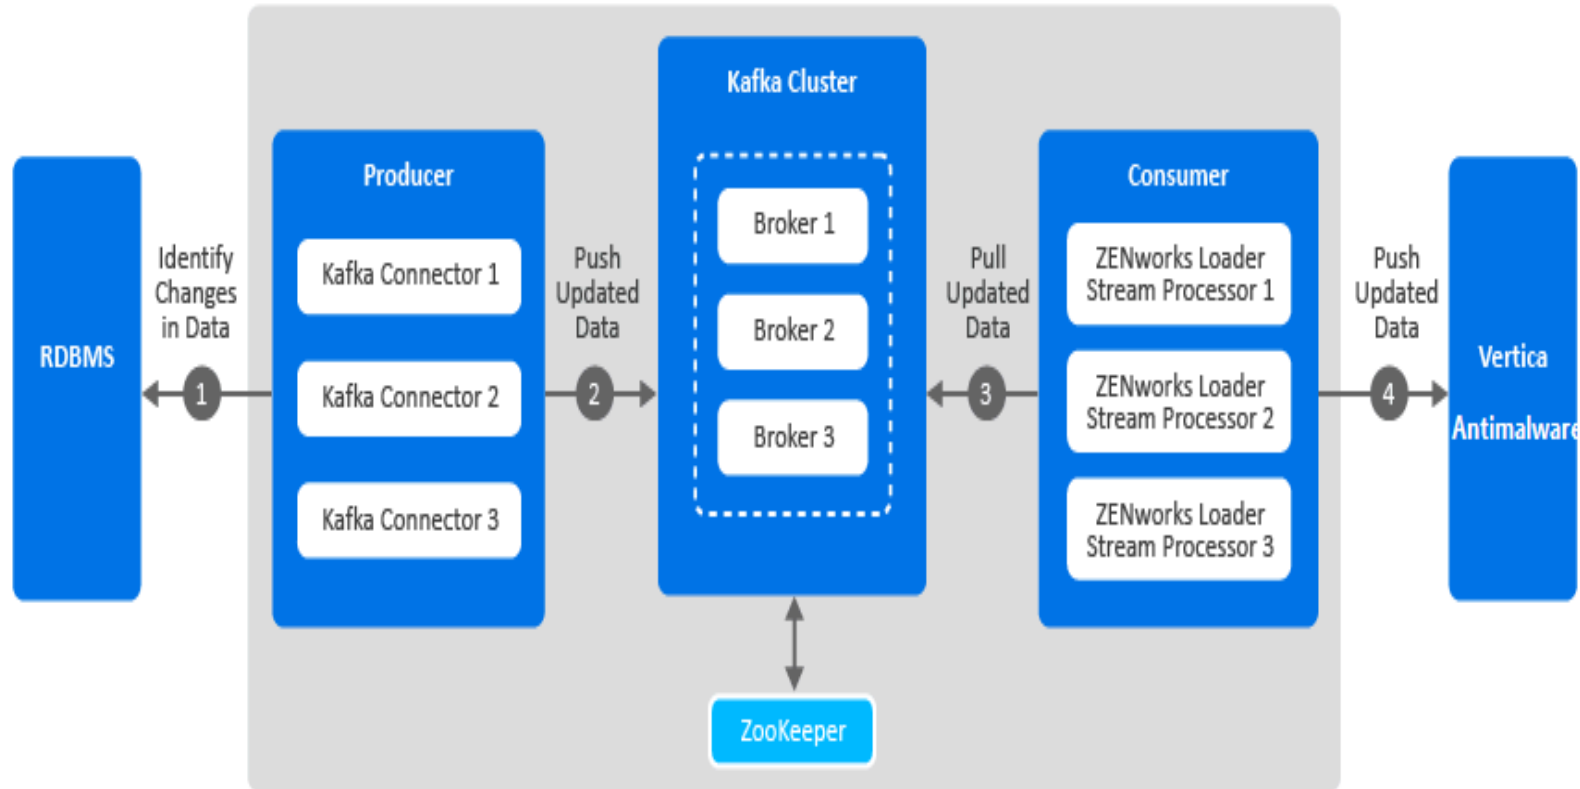 RDBMS
Identify
Changes
in Data
1
Producer
Kafka Connector 1
Kafka Connector 2
Kafka Connector 3
Push
Updated
Data
2
Kafka Cluster
Broker 1
Broker 2
Broker 3
ZooKeeper
Pull
Updated
Data
3
Consumer
ZENworks Loader
Stream Processor 1
ZENworks Loader
Stream Processor 2
ZENworks Loader
Stream Processor 3
Push
Updated
Data
4
Vertica
Antimalware